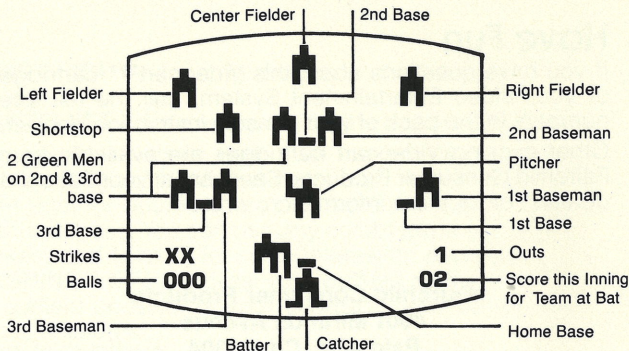 Center Fielder
2nd Base
Left Fielder
Right Fielder
Shortstop
2nd Baseman
2 Green Men
on 2nd & 3rd
base
Pitcher
1st Baseman
3rd Base
1st Base
Strikes
XX
1
Outs
Balls
000
02
Score this Inning
for Team at Bat
3rd Baseman
Home Base
Batter
Catcher